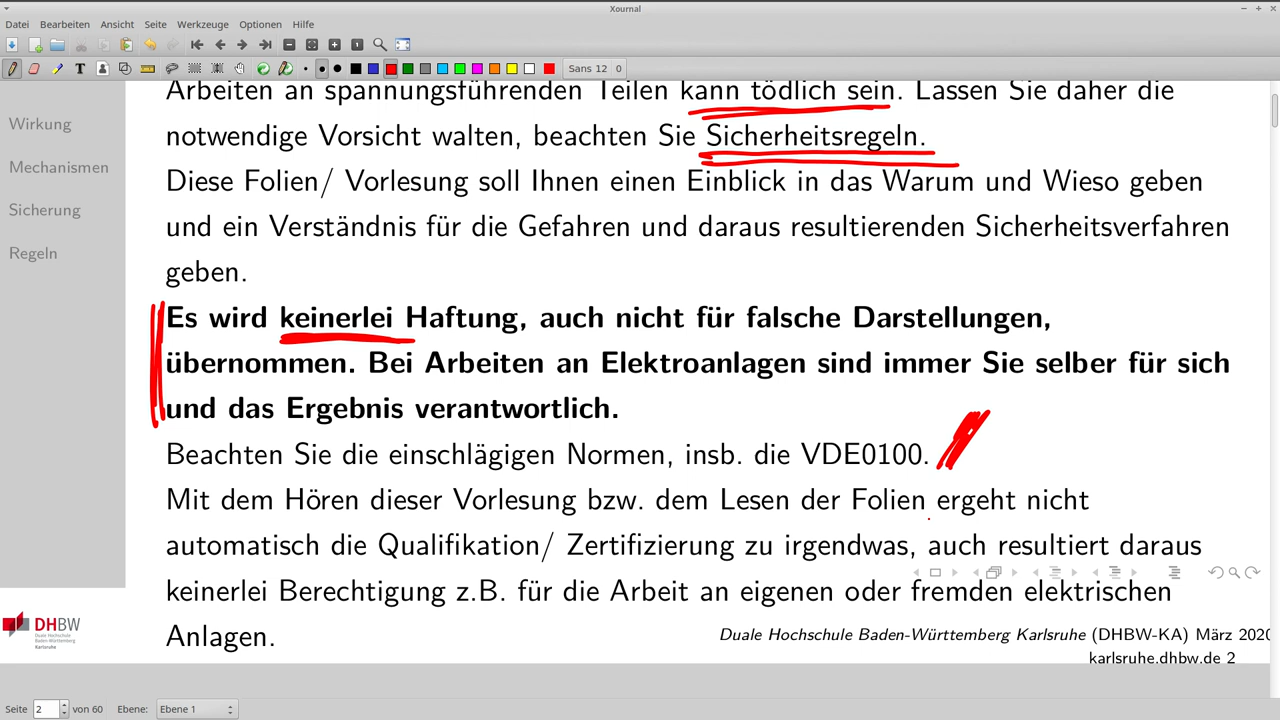 Xournal
Datei Bearbeiten Ansicht Seite Werkzeuge Optionen Hilfe
Sans 12 0
Wirkung
Mechanismen
Sicherung
Regeln
Arbeiten an spannungsführenden Teilen kann tödlich sein. Lassen Sie daher die
notwendige Vorsicht walten, beachten Sie Sicherheitsregeln.
Diese Folien/ Vorlesung soll Ihnen einen Einblick in das Warum und Wieso geben
und ein Verständnis für die Gefahren und daraus resultierenden Sicherheitsverfahren
geben.
Es wird keinerlei Haftung, auch nicht für falsche Darstellungen,
übernommen. Bei Arbeiten an Elektroanlagen sind immer Sie selber für sich
und das Ergebnis verantwortlich.
Beachten Sie die einschlägigen Normen, insb. die VDE0100.
Mit dem Hören dieser Vorlesung bzw. dem Lesen der Folien ergeht nicht
automatisch die Qualifikation/ Zertifizierung zu irgendwas, auch resultiert daraus
keinerlei Berechtigung z.B. für die Arbeit an eigenen oder fremden elektrischen
Anlagen.
DHBW
Duale Hochschule
Baden-Württemberg
Karlsruhe
Duale Hochschule Baden-Württemberg Karlsruhe (DHBW-KA) März 2020
karlsruhe.dhbw.de 2
Seite 2 von 60 Ebene: Ebene 1